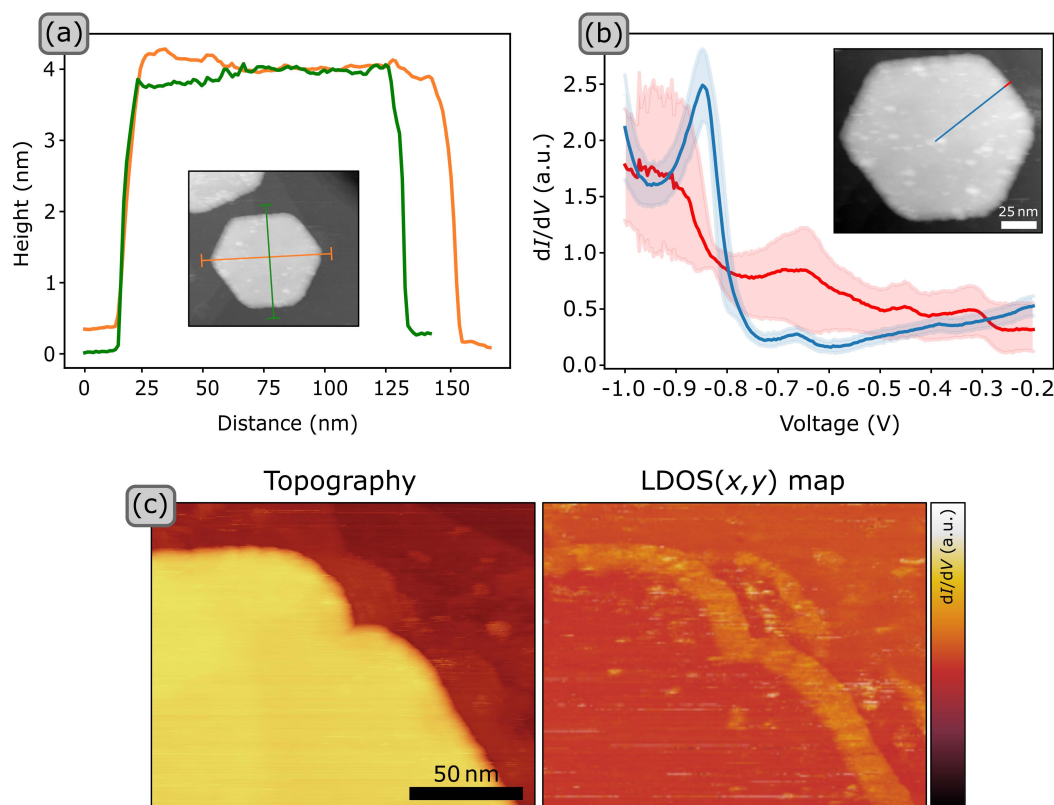 (a)
Height (nm)
4
3
2
1
0
0 25 50 75 100 125 150
Distance (nm)
(b)
dI/dV (a.u.)
2.5
2.0
1.5
1.0
0.5
0.0
25 nm
-1.0 -0.9 -0.8 -0.7 -0.6 -0.5 -0.4 -0.3 -0.2
Voltage (V)
(c)
Topography
LDOS(x,y) map
50 nm
dI/dV (a.u.)